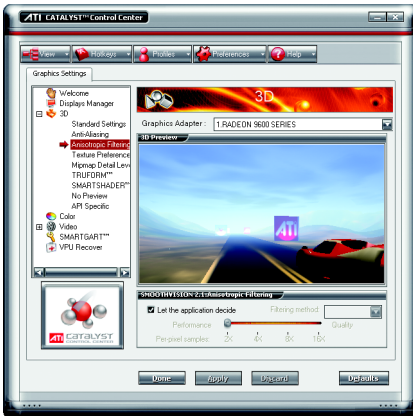 ATI CATALYST™ Control Center
View Hotkeys Profiles Preferences Help
Graphics Settings
Welcome
Displays Manager
3D
Standard Settings
Anti-Aliasing
Anisotropic Filtering
Texture Preference
Mipmap Detail Leve
TRUFORM™
SMARTSHADER™
No Preview
API Specific
Color
Video
SMARTGART™
VPU Recover
ATI CATALYST
CONTROL CENTER
3D
Graphics Adapter : 1.RADEON 9600 SERIES
3D Preview
ATI
SMOOTHVISION 2.1:Anisotropic Filtering
Let the application decide Filtering method:
Performance Quality
Per-pixel samples: 2X 4X 8X 16X
Done Apply Discard Defaults